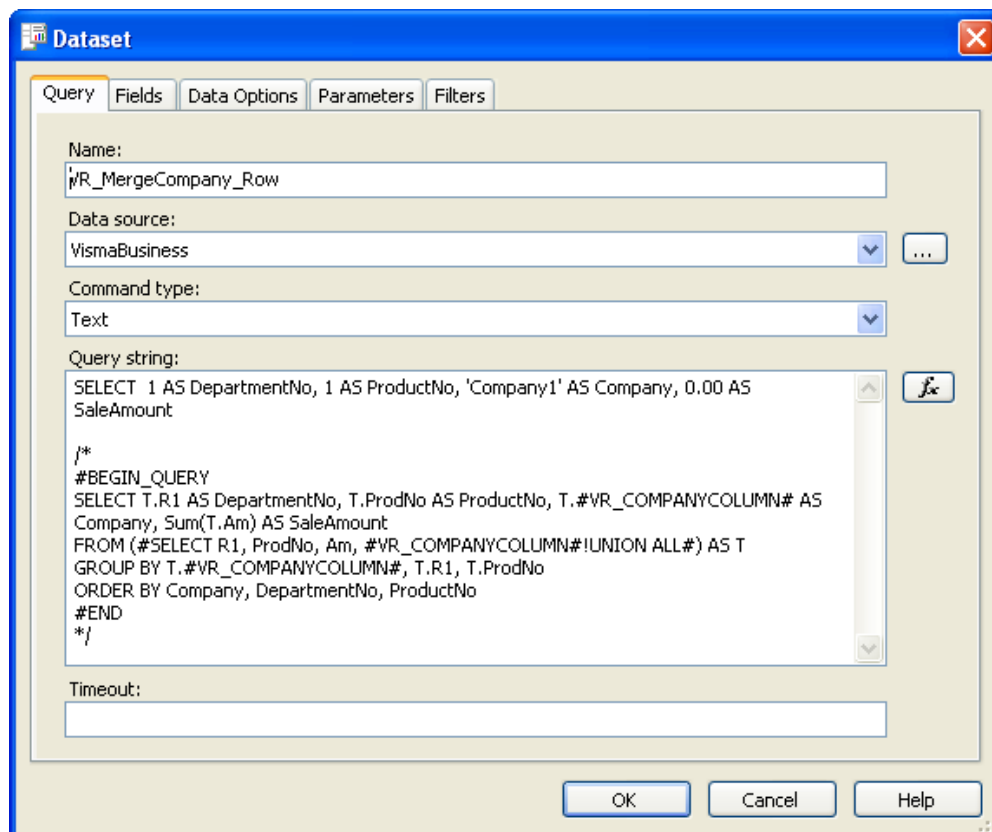 Dataset
Query Fields Data Options Parameters Filters
Name:
VR_MergeCompany_Row
Data source:
VismaBusiness
...
Command type:
Text
Query string:
SELECT  1 AS DepartmentNo, 1 AS ProductNo, 'Company1' AS Company, 0.00 AS
SaleAmount
fx
/*
#BEGIN_QUERY
SELECT T.R1 AS DepartmentNo, T.ProdNo AS ProductNo, T.#VR_COMPANYCOLUMN# AS
Company, Sum(T.Am) AS SaleAmount
FROM (#SELECT R1, ProdNo, Am, #VR_COMPANYCOLUMN#!UNION ALL#) AS T
GROUP BY T.#VR_COMPANYCOLUMN#, T.R1, T.ProdNo
ORDER BY Company, DepartmentNo, ProductNo
#END
*/
Timeout:
OK Cancel Help